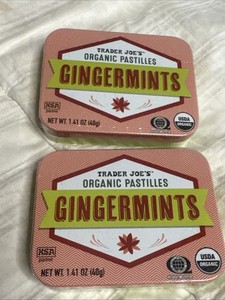 TRADER JOE'S
ORGANIC PASTILLES
GINGERMINTS
NET WT 1.41 OZ (40g)
USDA
ORGANIC
TRADER JOE'S
ORGANIC PASTILLES
GINGERMINTS
NET WT 1.41 OZ (40g)
USDA
ORGANIC